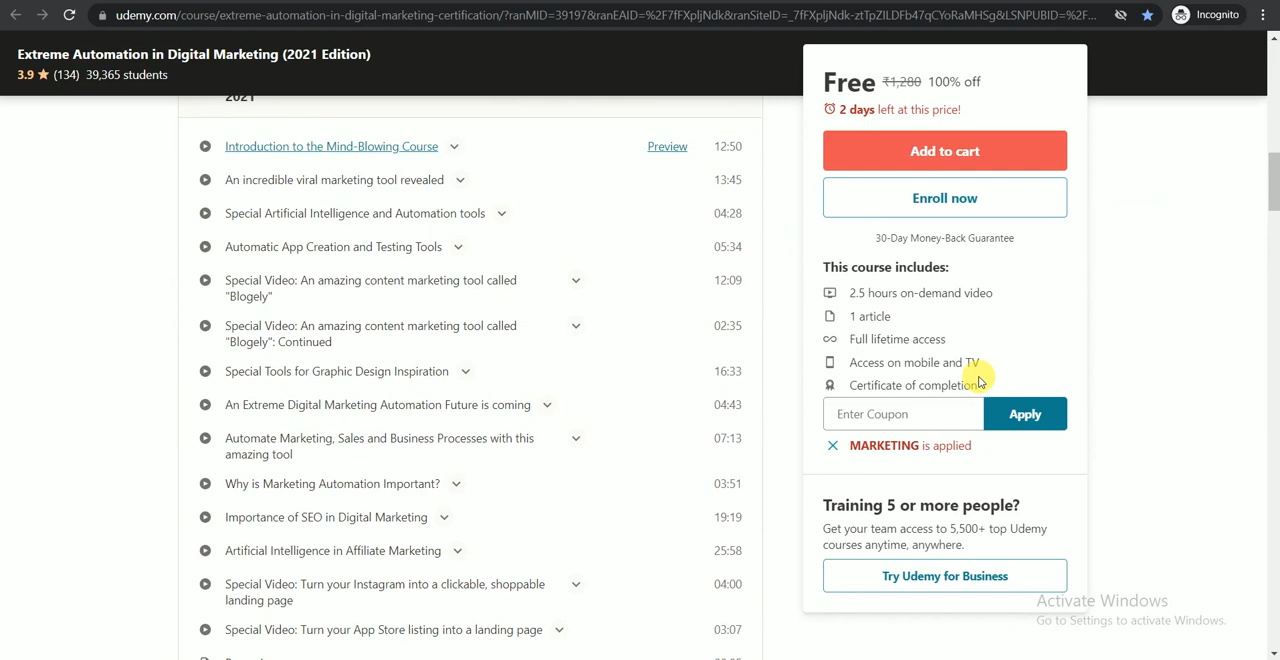 udemy.com/course/extreme-automation-in-digital-marketing-certification/?ranMID=39197&ranEAID=%2F7fFXpljNdk&ranSiteID=_7fFXpljNdk-ztTpZILDFb47qCYoRaMHSg&LSNPUBID=%2F...
Incognito
Extreme Automation in Digital Marketing (2021 Edition)
3.9 ★ (134) 39,365 students
2021
Introduction to the Mind-Blowing Course Preview 12:50
An incredible viral marketing tool revealed 13:45
Special Artificial Intelligence and Automation tools 04:28
Automatic App Creation and Testing Tools 05:34
Special Video: An amazing content marketing tool called 12:09
"Blogely"
Special Video: An amazing content marketing tool called 02:35
"Blogely": Continued
Special Tools for Graphic Design Inspiration 16:33
An Extreme Digital Marketing Automation Future is coming 04:43
Automate Marketing, Sales and Business Processes with this 07:13
amazing tool
Why is Marketing Automation Important? 03:51
Importance of SEO in Digital Marketing 19:19
Artificial Intelligence in Affiliate Marketing 25:58
Special Video: Turn your Instagram into a clickable, shoppable 04:00
landing page
Special Video: Turn your App Store listing into a landing page 03:07
Free ₹1,280 100% off
2 days left at this price!
Add to cart
Enroll now
30-Day Money-Back Guarantee
This course includes:
2.5 hours on-demand video
1 article
Full lifetime access
Access on mobile and TV
Certificate of completion
Enter Coupon Apply
MARKETING is applied
Training 5 or more people?
Get your team access to 5,500+ top Udemy
courses anytime, anywhere.
Try Udemy for Business
Activate Windows
Go to Settings to activate Windows.